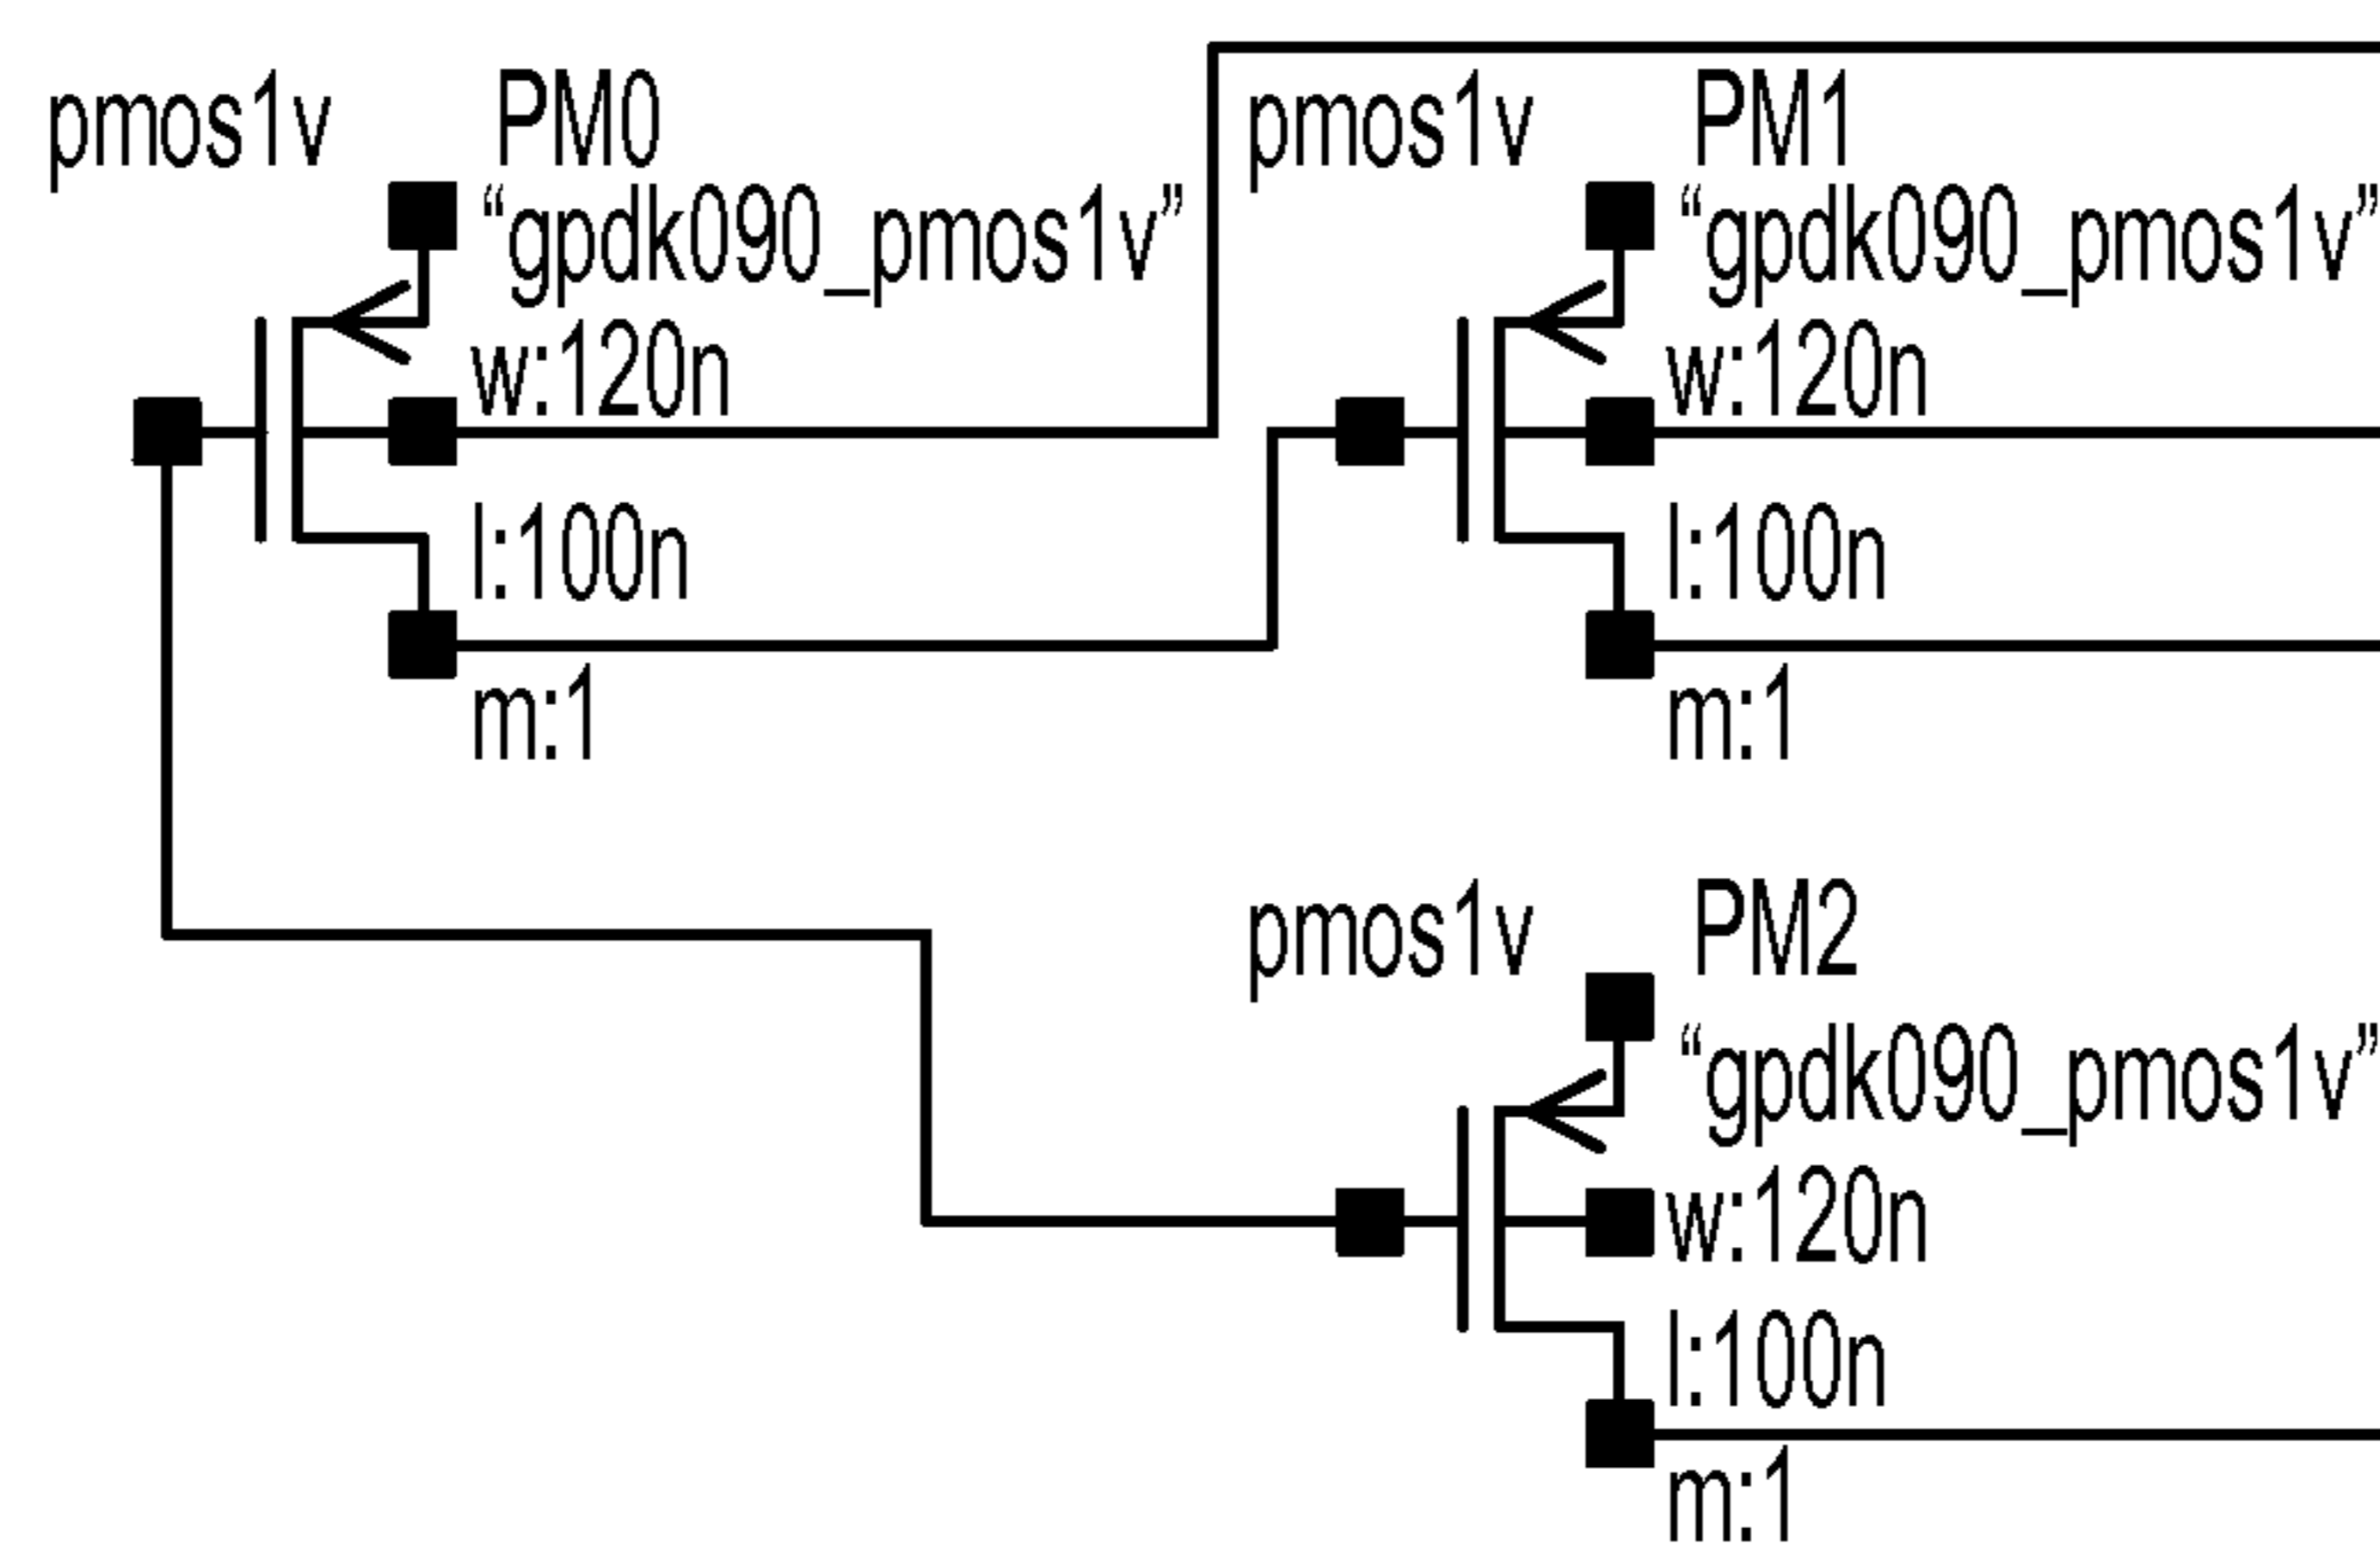 pmos1v PM0
“gpdk090_pmos1v”
w:120n
l:100n
m:1
pmos1v PM1
“gpdk090_pmos1v”
w:120n
l:100n
m:1
pmos1v PM2
“gpdk090_pmos1v”
w:120n
l:100n
m:1